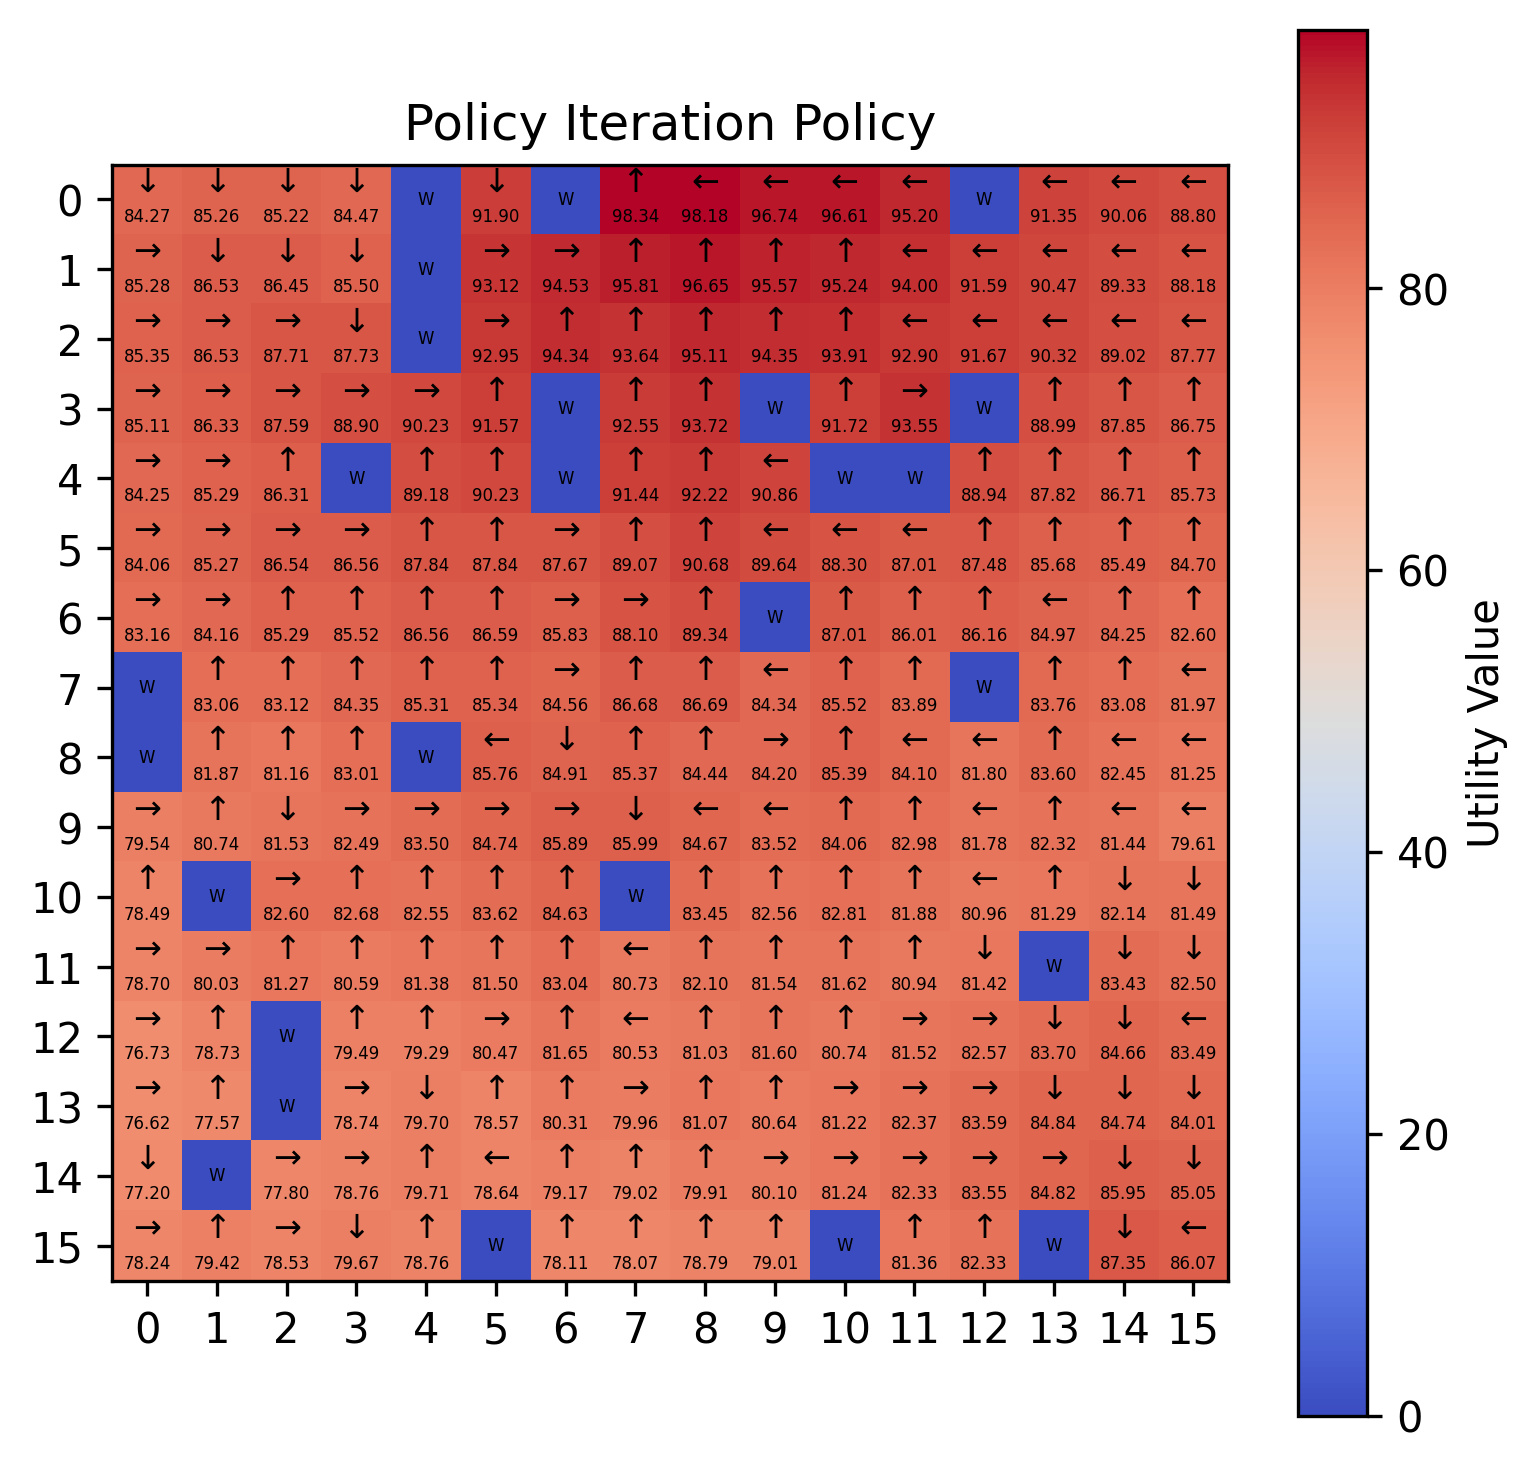 Policy Iteration Policy
0 ↓ ↓ ↓ ↓ W ↓ W ↑ ← ← ← ← W ← ← ←
84.27 85.26 85.22 84.47 91.90 98.34 98.18 96.74 96.61 95.20 91.35 90.06 88.80
1 → ↓ ↓ ↓ W → → ↑ ↑ ↑ ↑ ← ← ← ← ←
85.28 86.53 86.45 85.50 93.12 94.53 95.81 96.65 95.57 95.24 94.00 91.59 90.47 89.33 88.18
2 → → → ↓ W → ↑ ↑ ↑ ↑ ↑ ← ← ← ← ←
85.35 86.53 87.71 87.73 92.95 94.34 93.64 95.11 94.35 93.91 92.90 91.67 90.32 89.02 87.77
3 → → → → → ↑ W ↑ ↑ W ↑ → W ↑ ↑ ↑
85.11 86.33 87.59 88.90 90.23 91.57 92.55 93.72 91.72 93.55 88.99 87.85 86.75
4 → → ↑ W ↑ ↑ W ↑ ↑ ← W W ↑ ↑ ↑ ↑
84.25 85.29 86.31 89.18 90.23 91.44 92.22 90.86 88.94 87.82 86.71 85.73
5 → → → → ↑ ↑ → ↑ ↑ ← ← ← ↑ ↑ ↑ ↑
84.06 85.27 86.54 86.56 87.84 87.84 87.67 89.07 90.68 89.64 88.30 87.01 87.48 85.68 85.49 84.70
6 → → ↑ ↑ ↑ ↑ → → ↑ W ↑ ↑ ↑ ← ↑ ↑
83.16 84.16 85.29 85.52 86.56 86.59 85.83 88.10 89.34 87.01 86.01 86.16 84.97 84.25 82.60
7 W ↑ ↑ ↑ ↑ ↑ → ↑ ↑ ← ↑ ↑ W ↑ ↑ ←
83.06 83.12 84.35 85.31 85.34 84.56 86.68 86.69 84.34 85.52 83.89 83.76 83.08 81.97
8 W ↑ ↑ ↑ W ← ↓ ↑ ↑ → ↑ ← ← ↑ ← ←
81.87 81.16 83.01 85.76 84.91 85.37 84.44 84.20 85.39 84.10 81.80 83.60 82.45 81.25
9 → ↑ ↓ → → → → ↓ ← ← ↑ ↑ ← ↑ ← ←
79.54 80.74 81.53 82.49 83.50 84.74 85.89 85.99 84.67 83.52 84.06 82.98 81.78 82.32 81.44 79.61
10 ↑ W → ↑ ↑ ↑ ↑ W ↑ ↑ ↑ ↑ ← ↑ ↓ ↓
78.49 82.60 82.68 82.55 83.62 84.63 83.45 82.56 82.81 81.88 80.96 81.29 82.14 81.49
11 → → ↑ ↑ ↑ ↑ ↑ ← ↑ ↑ ↑ ↑ ↓ W ↓ ↓
78.70 80.03 81.27 80.59 81.38 81.50 83.04 80.73 82.10 81.54 81.62 80.94 81.42 83.43 82.50
12 → ↑ W ↑ ↑ → ↑ ← ↑ ↑ ↑ → → ↓ ↓ ←
76.73 78.73 79.49 79.29 80.47 81.65 80.53 81.03 81.60 80.74 81.52 82.57 83.70 84.66 83.49
13 → ↑ W → ↓ ↑ ↑ → ↑ ↑ → → → ↓ ↓ ↓
76.62 77.57 78.74 79.70 78.57 80.31 79.96 81.07 80.64 81.22 82.37 83.59 84.84 84.74 84.01
14 ↓ W → → ↑ ← ↑ ↑ ↑ → → → → → ↓ ↓
77.20 77.80 78.76 79.71 78.64 79.17 79.02 79.91 80.10 81.24 82.33 83.55 84.82 85.95 85.05
15 → ↑ → ↓ ↑ W ↑ ↑ ↑ ↑ W ↑ ↑ W ↓ ←
78.24 79.42 78.53 79.67 78.76 78.11 78.07 78.79 79.01 81.36 82.33 87.35 86.07
0 1 2 3 4 5 6 7 8 9 10 11 12 13 14 15
80
60
40
20
0
Utility Value